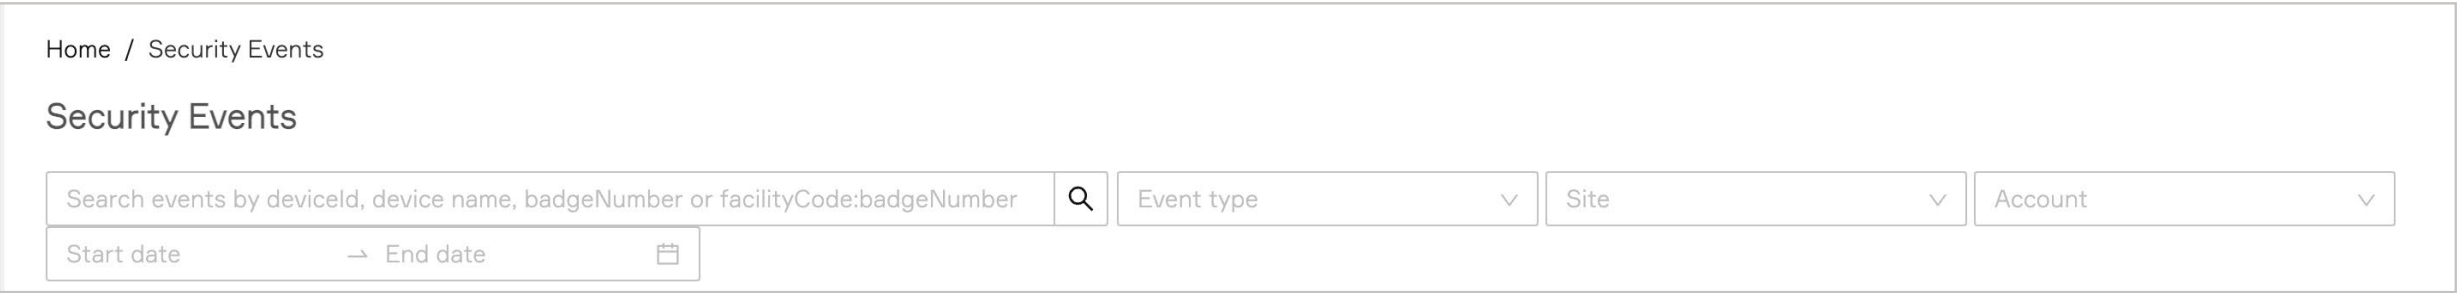 Home / Security Events
Security Events
Search events by deviceId, device name, badgeNumber or facilityCode:badgeNumber Event type Site Account
Start date → End date